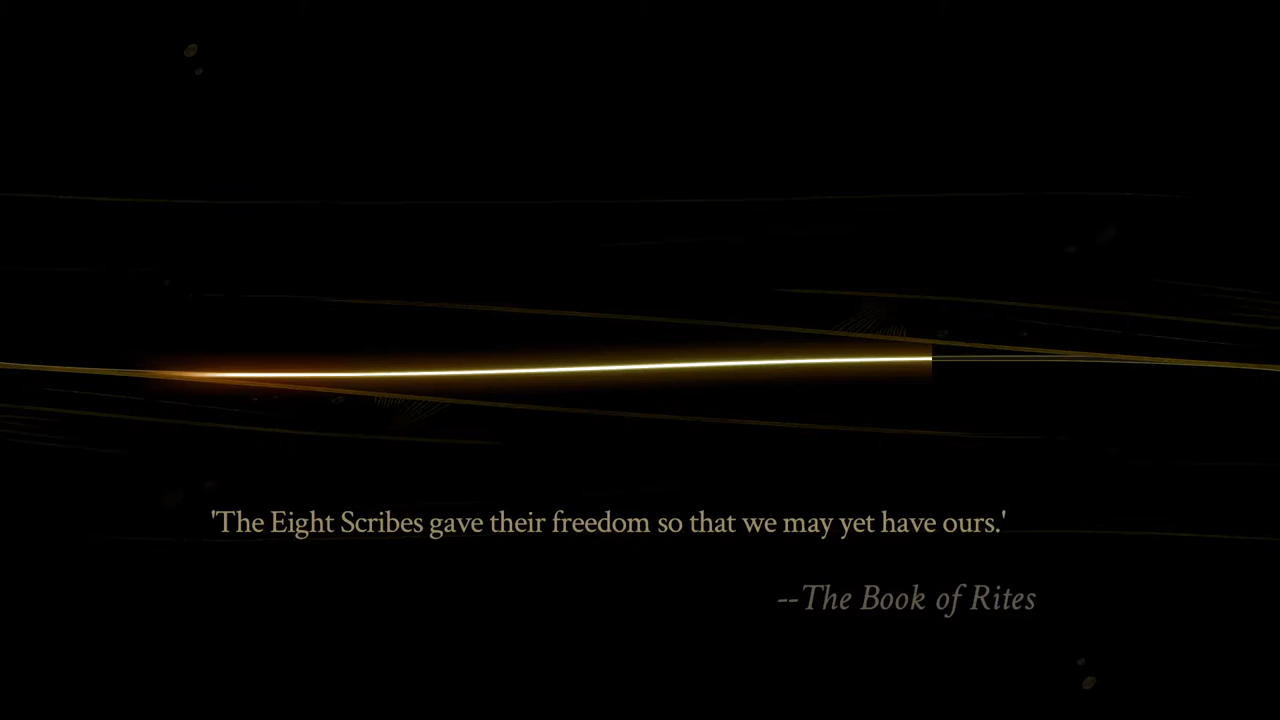 'The Eight Scribes gave their freedom so that we may yet have ours.'
--The Book of Rites